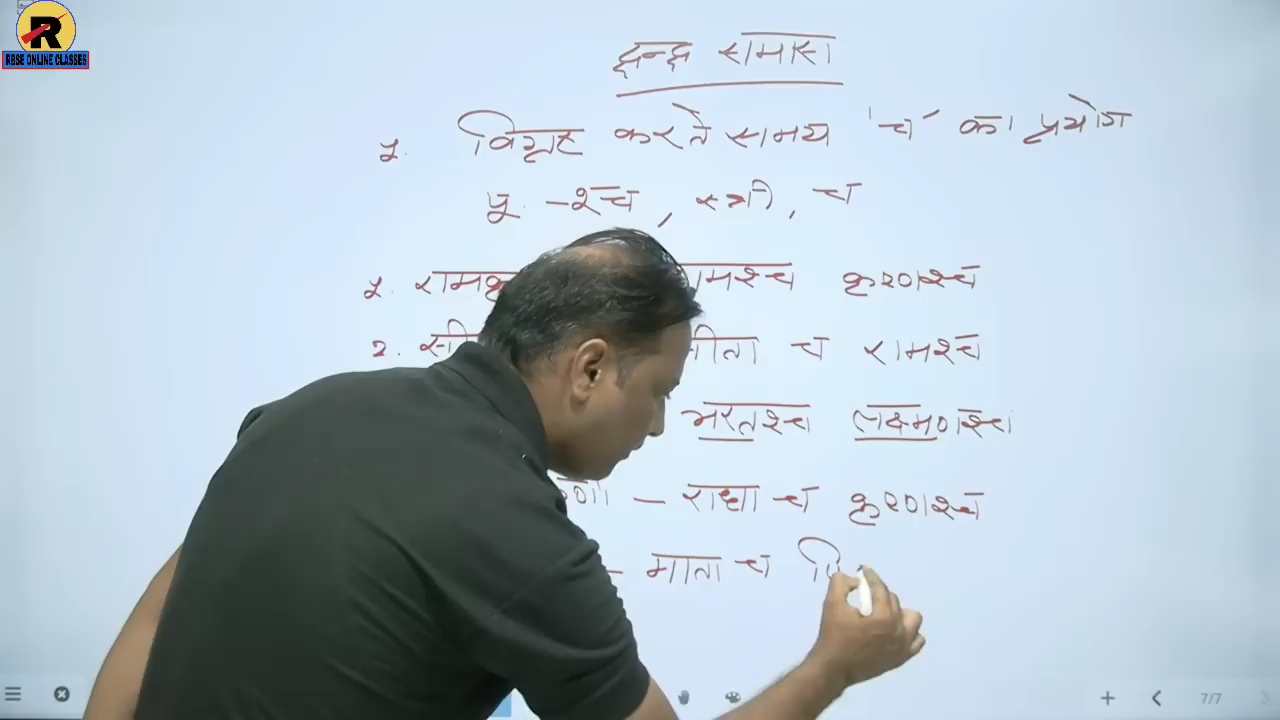 R
RBSE ONLINE CLASSES
द्वन्द्व समास
1. विग्रह करते समय 'च' का प्रयोग
पु. - श्च, स्त्री, च
1. रामकृ मश्च कृष्णश्च
2. सी ीता च रामश्च
भरतश्च लक्ष्मणश्च
ष्णौ – राधा च कृष्णश्च
– माता च पि
7/7